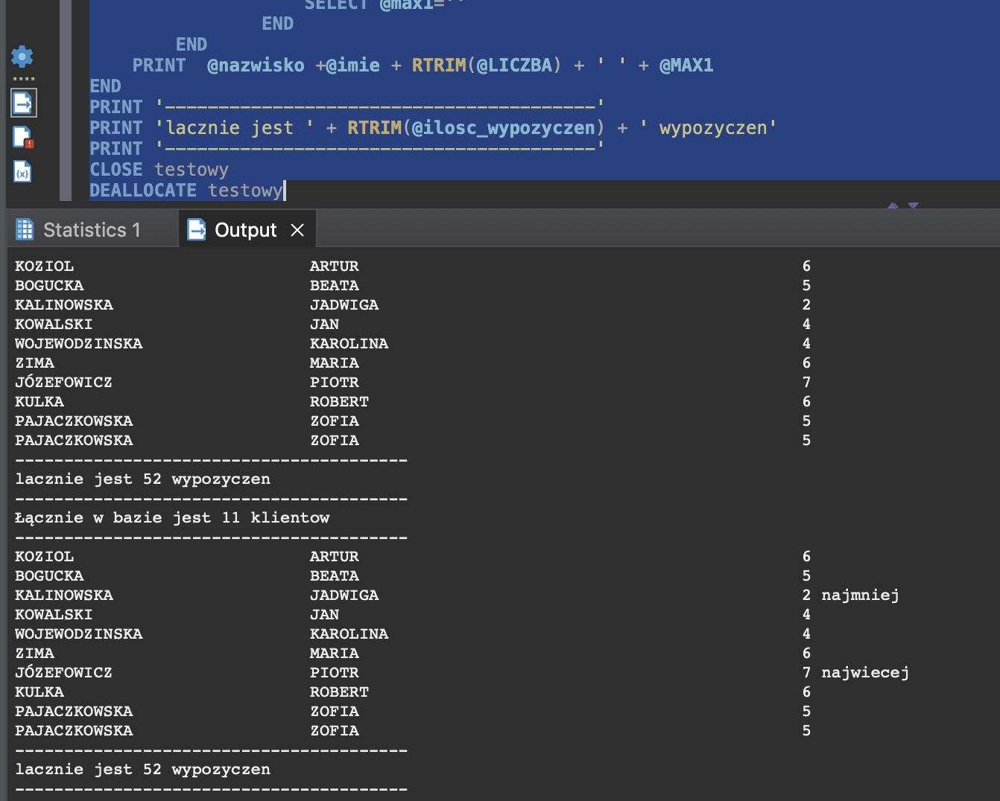 SELECT @max1=''
END
END
PRINT  @nazwisko +@imie + RTRIM(@LICZBA) + ' ' + @MAX1
END
PRINT '----------------------------------------'
PRINT 'lacznie jest ' + RTRIM(@ilosc_wypozyczen) + ' wypozyczen'
PRINT '----------------------------------------'
CLOSE testowy
DEALLOCATE testowy
Statistics 1 Output
KOZIOL ARTUR 6
BOGUCKA BEATA 5
KALINOWSKA JADWIGA 2
KOWALSKI JAN 4
WOJEWODZINSKA KAROLINA 4
ZIMA MARIA 6
JÓZEFOWICZ PIOTR 7
KULKA ROBERT 6
PAJACZKOWSKA ZOFIA 5
PAJACZKOWSKA ZOFIA 5
----------------------------------------
lacznie jest 52 wypozyczen
----------------------------------------
Łącznie w bazie jest 11 klientow
----------------------------------------
KOZIOL ARTUR 6
BOGUCKA BEATA 5
KALINOWSKA JADWIGA 2 najmniej
KOWALSKI JAN 4
WOJEWODZINSKA KAROLINA 4
ZIMA MARIA 6
JÓZEFOWICZ PIOTR 7 najwiecej
KULKA ROBERT 6
PAJACZKOWSKA ZOFIA 5
PAJACZKOWSKA ZOFIA 5
----------------------------------------
lacznie jest 52 wypozyczen
----------------------------------------